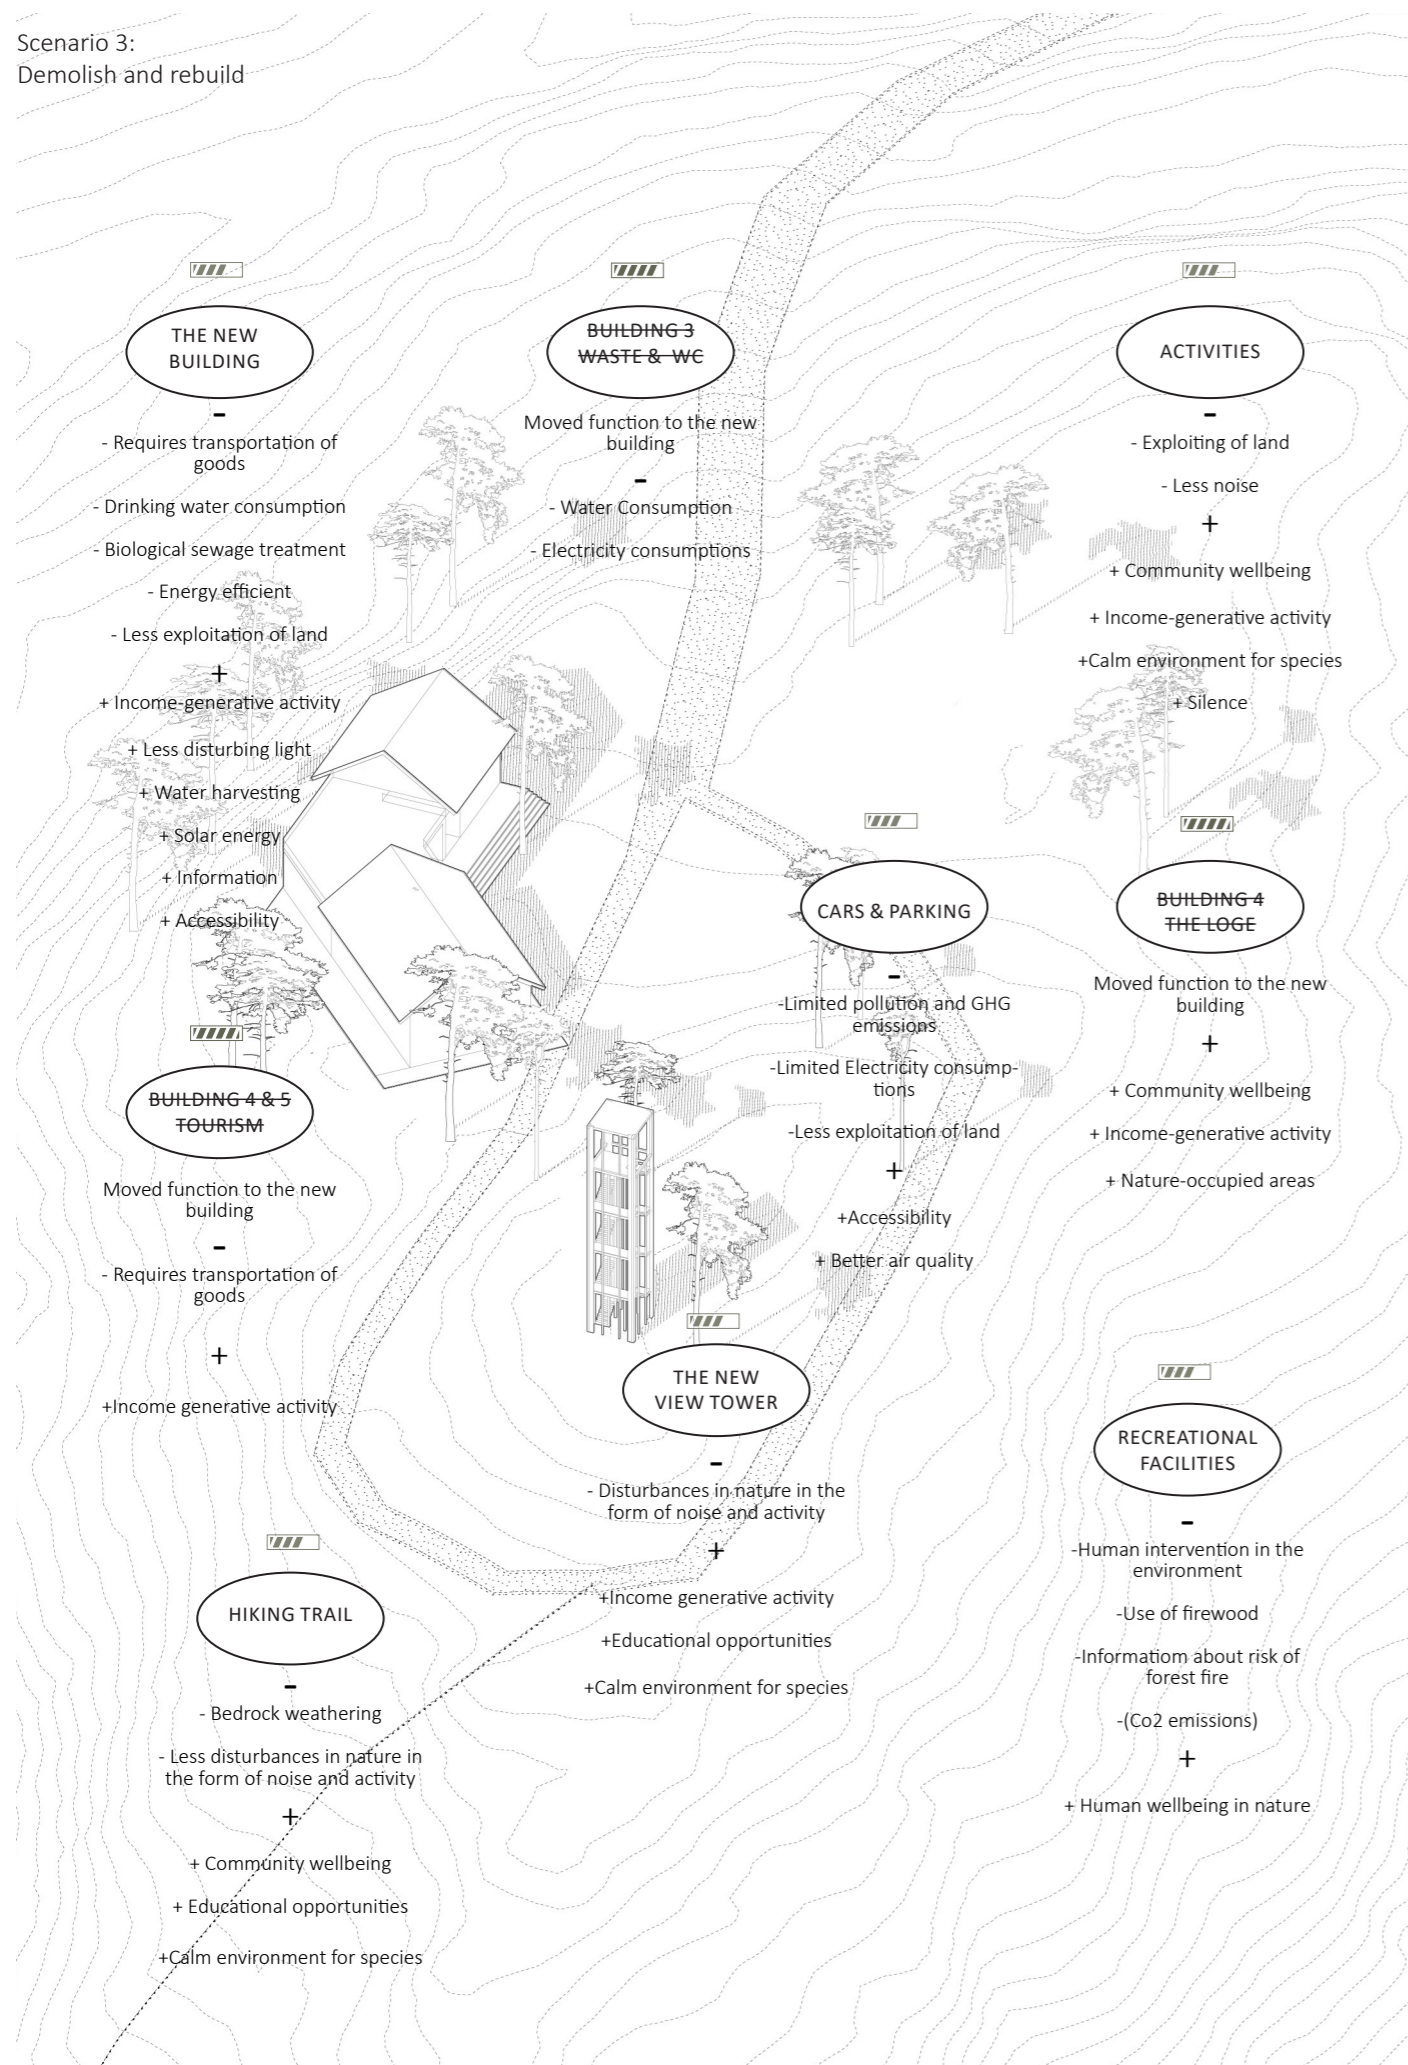 Scenario 3:
Demolish and rebuild
THE NEW
BUILDING
-
- Requires transportation of
goods
- Drinking water consumption
- Biological sewage treatment
- Energy efficient
- Less exploitation of land
+
+ Income-generative activity
+ Less disturbing light
+ Water harvesting
+ Solar energy
+ Information
+ Accessibility
BUILDING 3
WASTE & WC
Moved function to the new
building
-
- Water Consumption
- Electricity consumptions
ACTIVITIES
-
- Exploiting of land
- Less noise
+
+ Community wellbeing
+ Income-generative activity
+Calm environment for species
+ Silence
CARS & PARKING
-
-Limited pollution and GHG
emissions
-Limited Electricity consump-
tions
-Less exploitation of land
+
+Accessibility
+ Better air quality
BUILDING 4
THE LOGE
Moved function to the new
building
+
+ Community wellbeing
+ Income-generative activity
+ Nature-occupied areas
BUILDING 4 & 5
TOURISM
Moved function to the new
building
-
- Requires transportation of
goods
+
+Income generative activity
THE NEW
VIEW TOWER
-
- Disturbances in nature in the
form of noise and activity
+
+Income generative activity
+Educational opportunities
+Calm environment for species
RECREATIONAL
FACILITIES
-
-Human intervention in the
environment
-Use of firewood
-Informatiom about risk of
forest fire
-(Co2 emissions)
+
+ Human wellbeing in nature
HIKING TRAIL
-
- Bedrock weathering
- Less disturbances in nature in
the form of noise and activity
+
+ Community wellbeing
+ Educational opportunities
+Calm environment for species